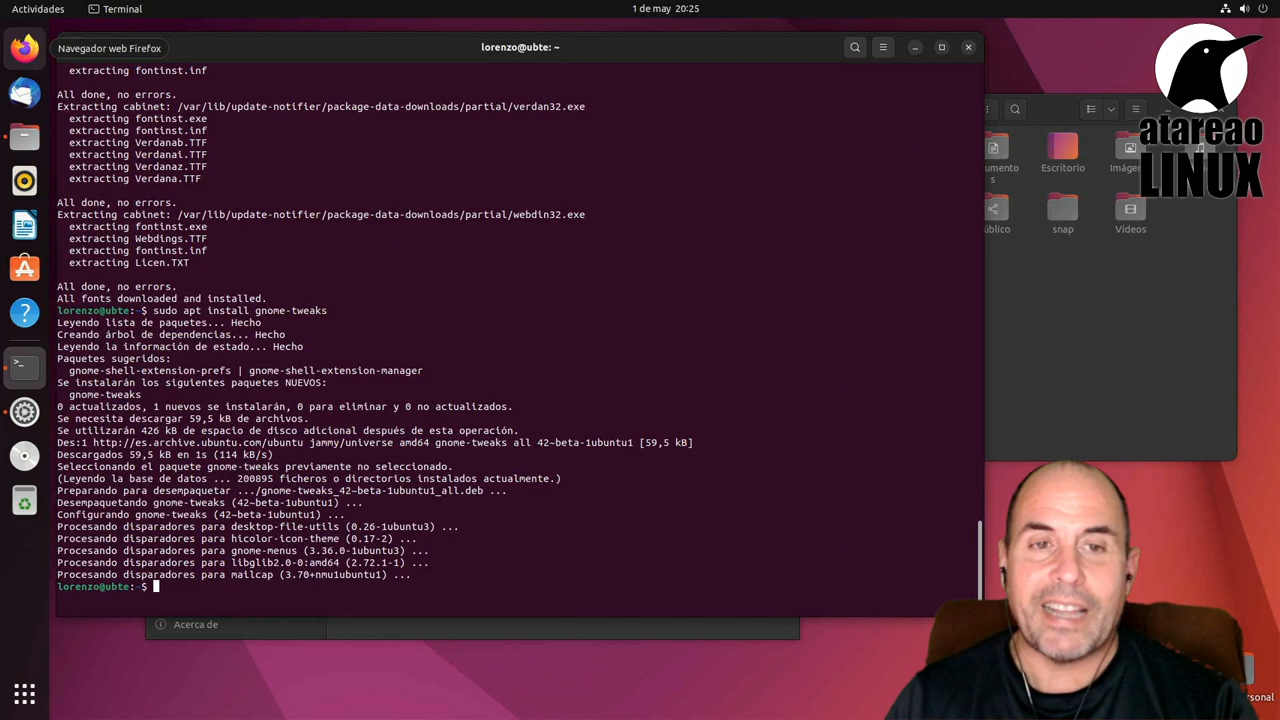 Actividades
Terminal
1 de may 20:25
Navegador web Firefox
lorenzo@ubte: ~
extracting fontinst.inf
All done, no errors.
Extracting cabinet: /var/lib/update-notifier/package-data-downloads/partial/verdan32.exe
extracting fontinst.exe
extracting fontinst.inf
extracting Verdanab.TTF
extracting Verdanai.TTF
extracting Verdanaz.TTF
extracting Verdana.TTF
All done, no errors.
Extracting cabinet: /var/lib/update-notifier/package-data-downloads/partial/webdin32.exe
extracting fontinst.exe
extracting Webdings.TTF
extracting fontinst.inf
extracting Licen.TXT
All done, no errors.
All fonts downloaded and installed.
lorenzo@ubte:~$ sudo apt install gnome-tweaks
Leyendo lista de paquetes... Hecho
Creando árbol de dependencias... Hecho
Leyendo la información de estado... Hecho
Paquetes sugeridos:
gnome-shell-extension-prefs | gnome-shell-extension-manager
Se instalarán los siguientes paquetes NUEVOS:
gnome-tweaks
0 actualizados, 1 nuevos se instalarán, 0 para eliminar y 0 no actualizados.
Se necesita descargar 59,5 kB de archivos.
Se utilizarán 426 kB de espacio de disco adicional después de esta operación.
Des:1 http://es.archive.ubuntu.com/ubuntu jammy/universe amd64 gnome-tweaks all 42~beta-1ubuntu1 [59,5 kB]
Descargados 59,5 kB en 1s (114 kB/s)
Seleccionando el paquete gnome-tweaks previamente no seleccionado.
(Leyendo la base de datos ... 200895 ficheros o directorios instalados actualmente.)
Preparando para desempaquetar .../gnome-tweaks_42~beta-1ubuntu1_all.deb ...
Desempaquetando gnome-tweaks (42~beta-1ubuntu1) ...
Configurando gnome-tweaks (42~beta-1ubuntu1) ...
Procesando disparadores para desktop-file-utils (0.26-1ubuntu3) ...
Procesando disparadores para hicolor-icon-theme (0.17-2) ...
Procesando disparadores para gnome-menus (3.36.0-1ubuntu3) ...
Procesando disparadores para libglib2.0-0:amd64 (2.72.1-1) ...
Procesando disparadores para mailcap (3.70+nmu1ubuntu1) ...
lorenzo@ubte:~$
Acerca de
atareao
LINUX
umento
s
Escritorio
Imáge
úblico
snap
Vídeos
sonal